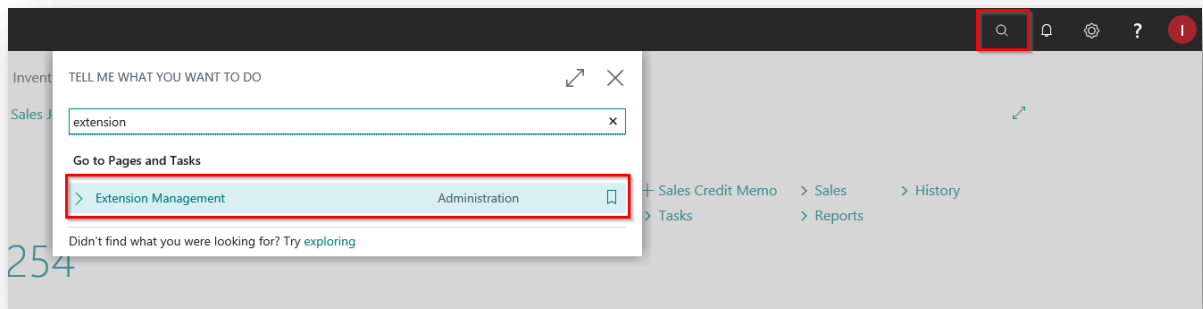 ?
I
Invent
TELL ME WHAT YOU WANT TO DO
Sales J
extension
Go to Pages and Tasks
Extension Management Administration
+ Sales Credit Memo > Sales > History
> Tasks > Reports
Didn't find what you were looking for? Try exploring
254